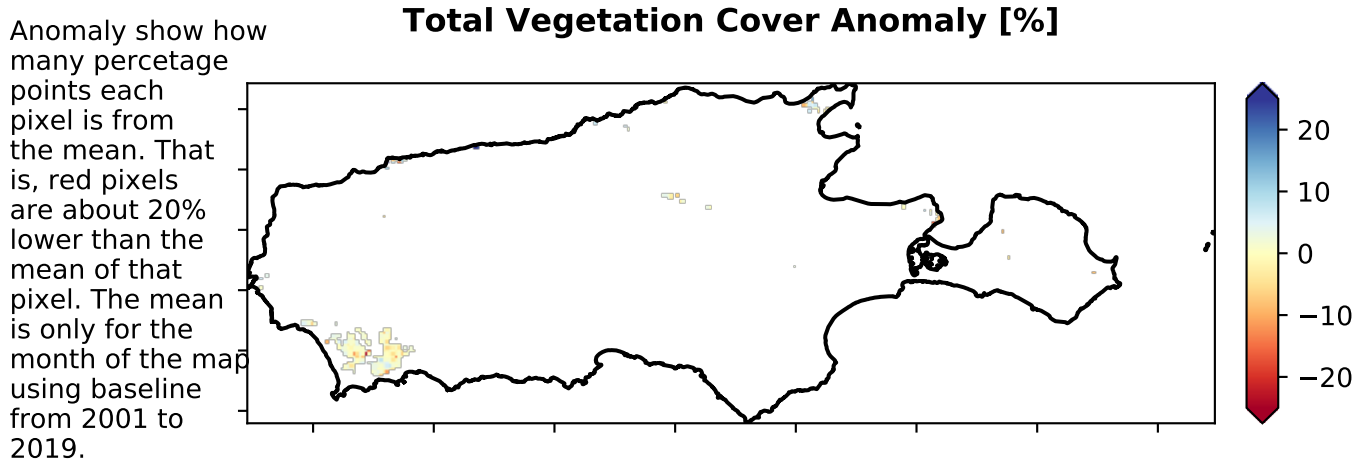 Total Vegetation Cover Anomaly [%]
Anomaly show how
many percetage
points each
pixel is from
the mean. That
is, red pixels
are about 20%
lower than the
mean of that
pixel. The mean
is only for the
month of the map
using baseline
from 2001 to
2019.
20
10
0
−10
−20